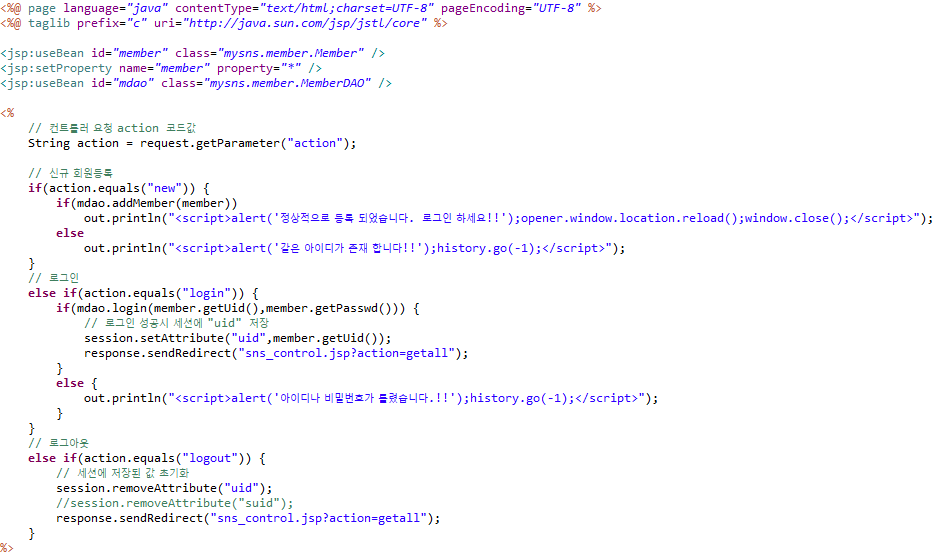 <%@ page language="java" contentType="text/html;charset=UTF-8" pageEncoding="UTF-8" %>
<%@ taglib prefix="c" uri="http://java.sun.com/jsp/jstl/core" %>

<jsp:useBean id="member" class="mysns.member.Member" />
<jsp:setProperty name="member" property="*" />
<jsp:useBean id="mdao" class="mysns.member.MemberDAO" />

<%
    // 컨트롤러 요청 action 코드값
    String action = request.getParameter("action");

    // 신규 회원등록
    if(action.equals("new")) {
        if(mdao.addMember(member))
            out.println("<script>alert('정상적으로 등록 되었습니다. 로그인 하세요!!');opener.window.location.reload();window.close();</script>");
        else
            out.println("<script>alert('같은 아이디가 존재 합니다!!');history.go(-1);</script>");
    }
    // 로그인
    else if(action.equals("login")) {
        if(mdao.login(member.getUid(),member.getPasswd())) {
            // 로그인 성공시 세션에 "uid" 저장
            session.setAttribute("uid",member.getUid());
            response.sendRedirect("sns_control.jsp?action=getall");
        }
        else {
            out.println("<script>alert('아이디나 비밀번호가 틀렸습니다.!!');history.go(-1);</script>");
        }
    }
    // 로그아웃
    else if(action.equals("logout")) {
        // 세션에 저장된 값 초기화
        session.removeAttribute("uid");
        //session.removeAttribute("suid");
        response.sendRedirect("sns_control.jsp?action=getall");
    }
%>